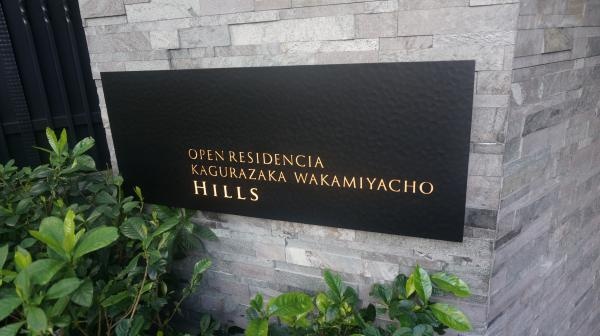 OPEN RESIDENCIA
KAGURAZAKA WAKAMIYACHO
HILLS